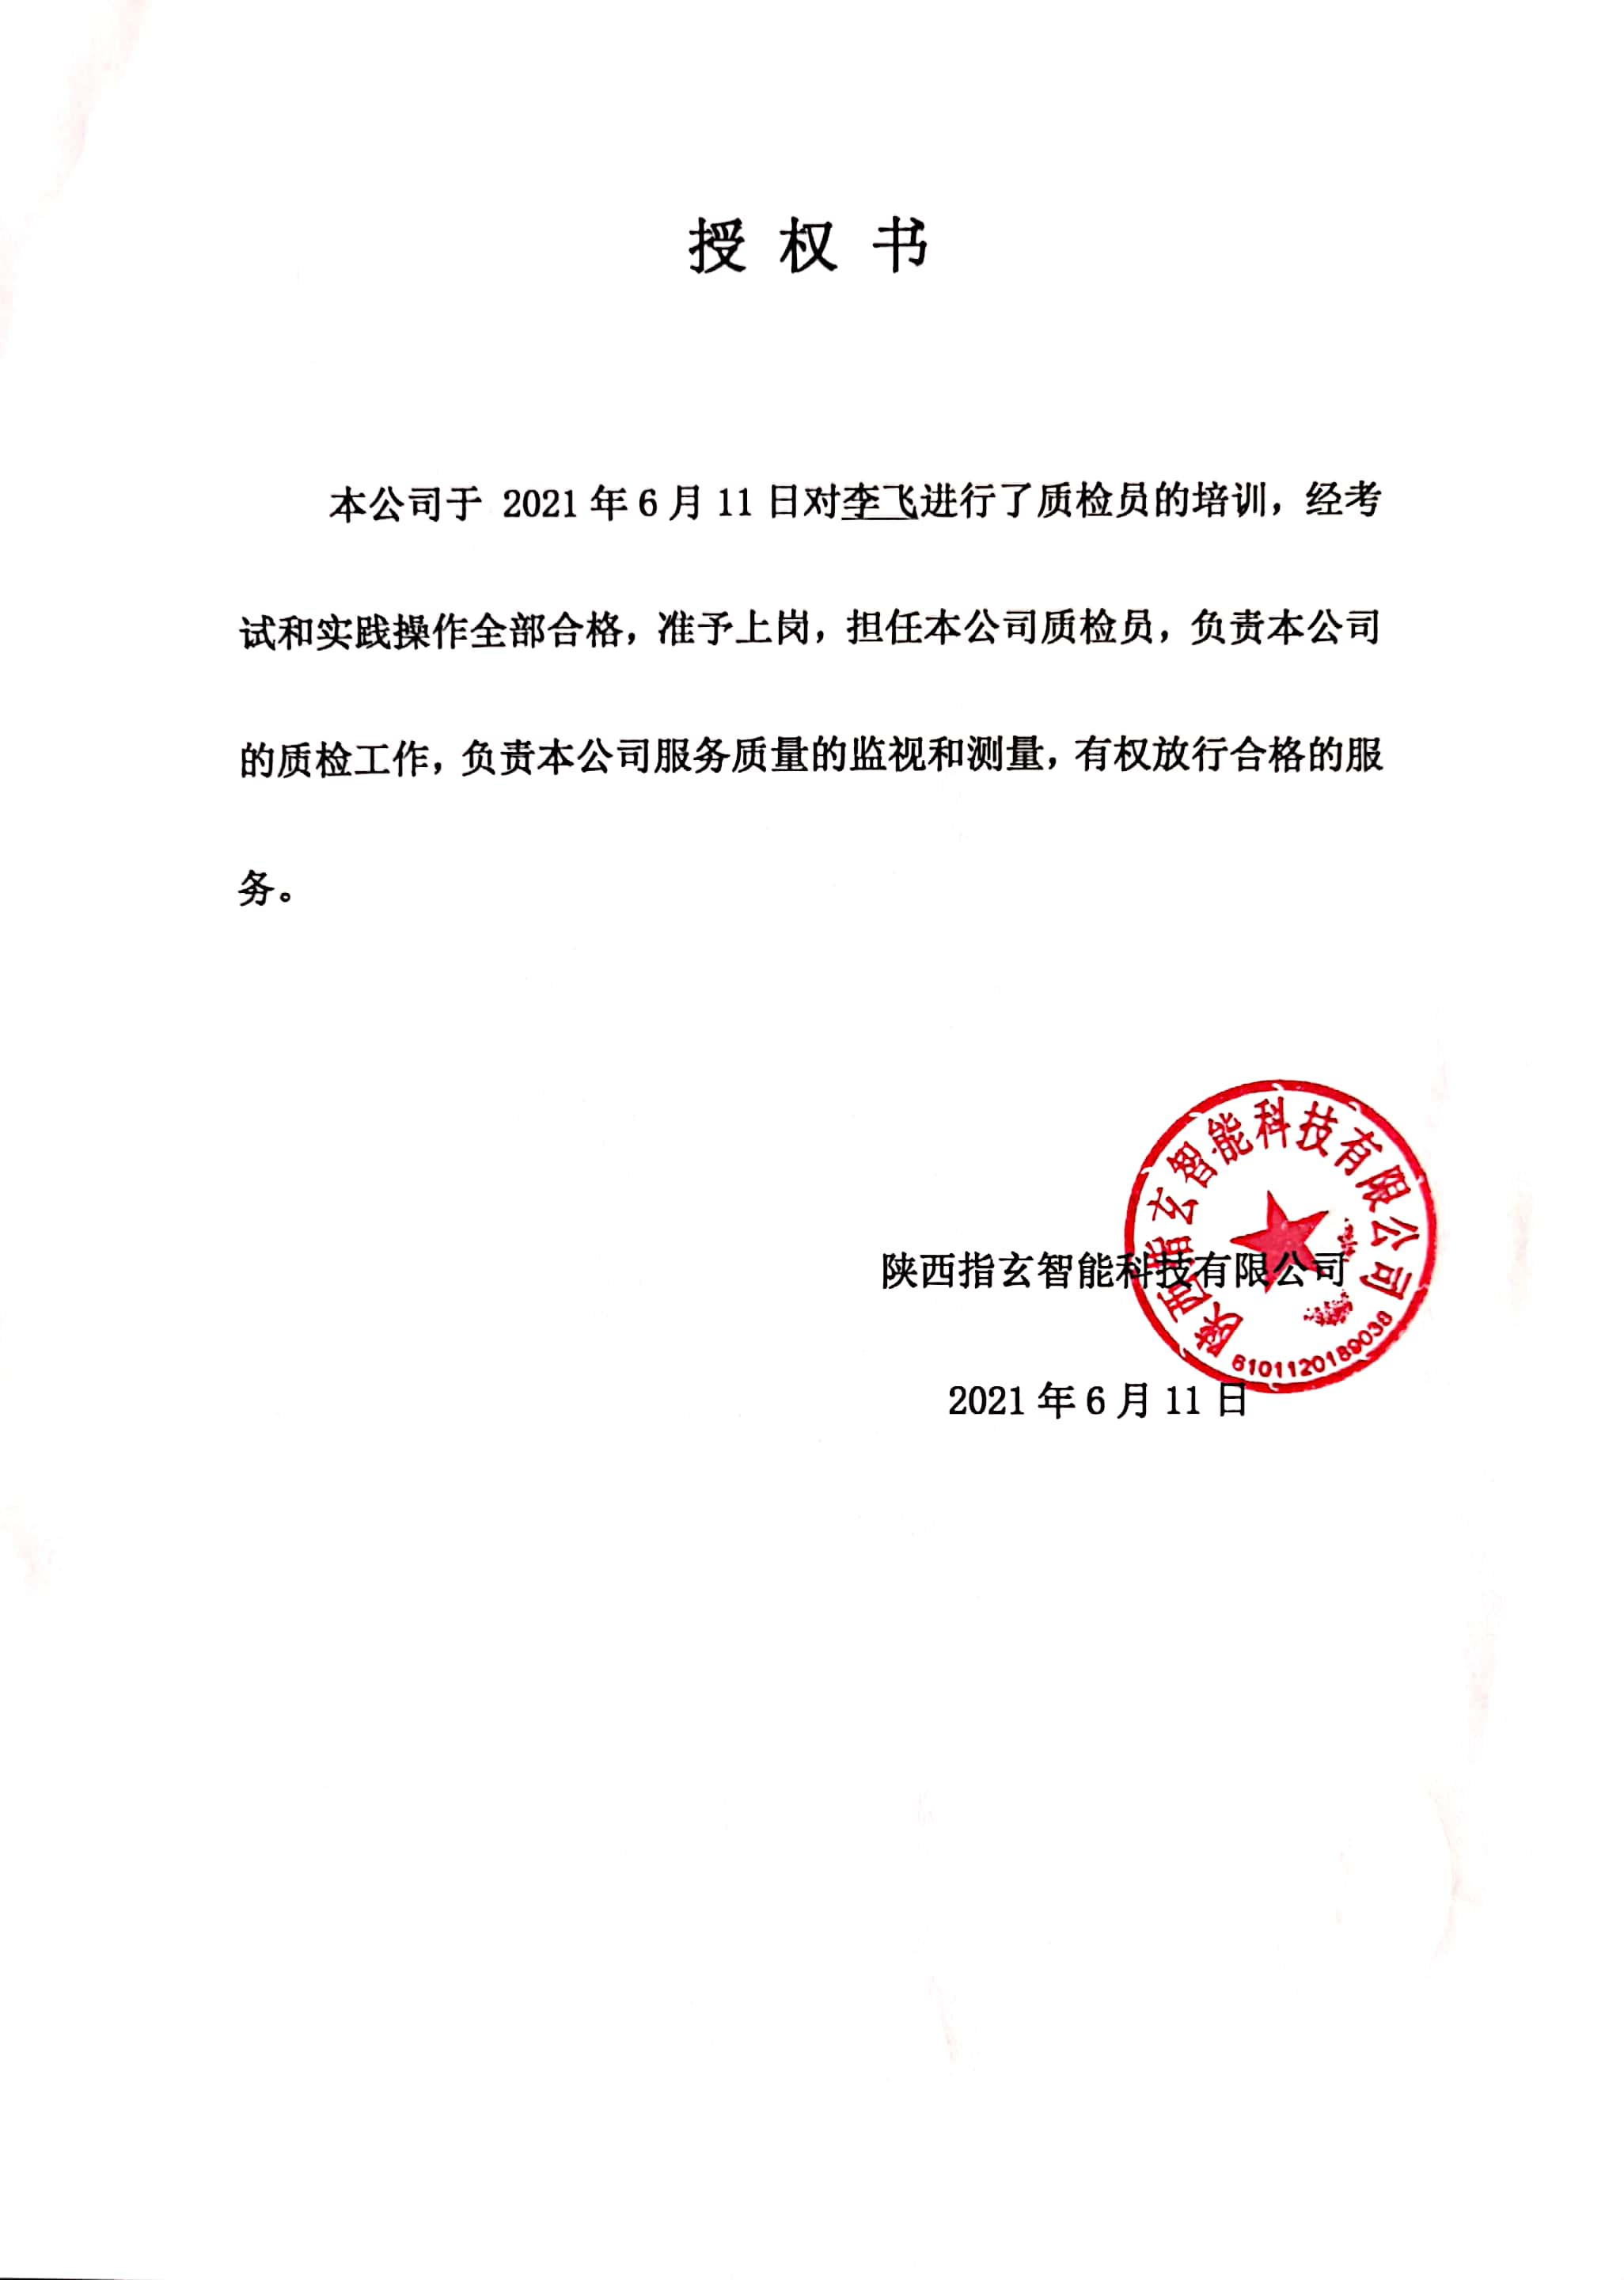 授 权 书
本公司于 2021 年 6 月 11 日对李飞进行了质检员的培训，经考
试和实践操作全部合格，准予上岗，担任本公司质检员，负责本公司
的质检工作，负责本公司服务质量的监视和测量，有权放行合格的服
务。
陕西指玄智能科技有限公司
陕西指玄智能科技有限公司
6101120189038
2021 年 6 月 11 日